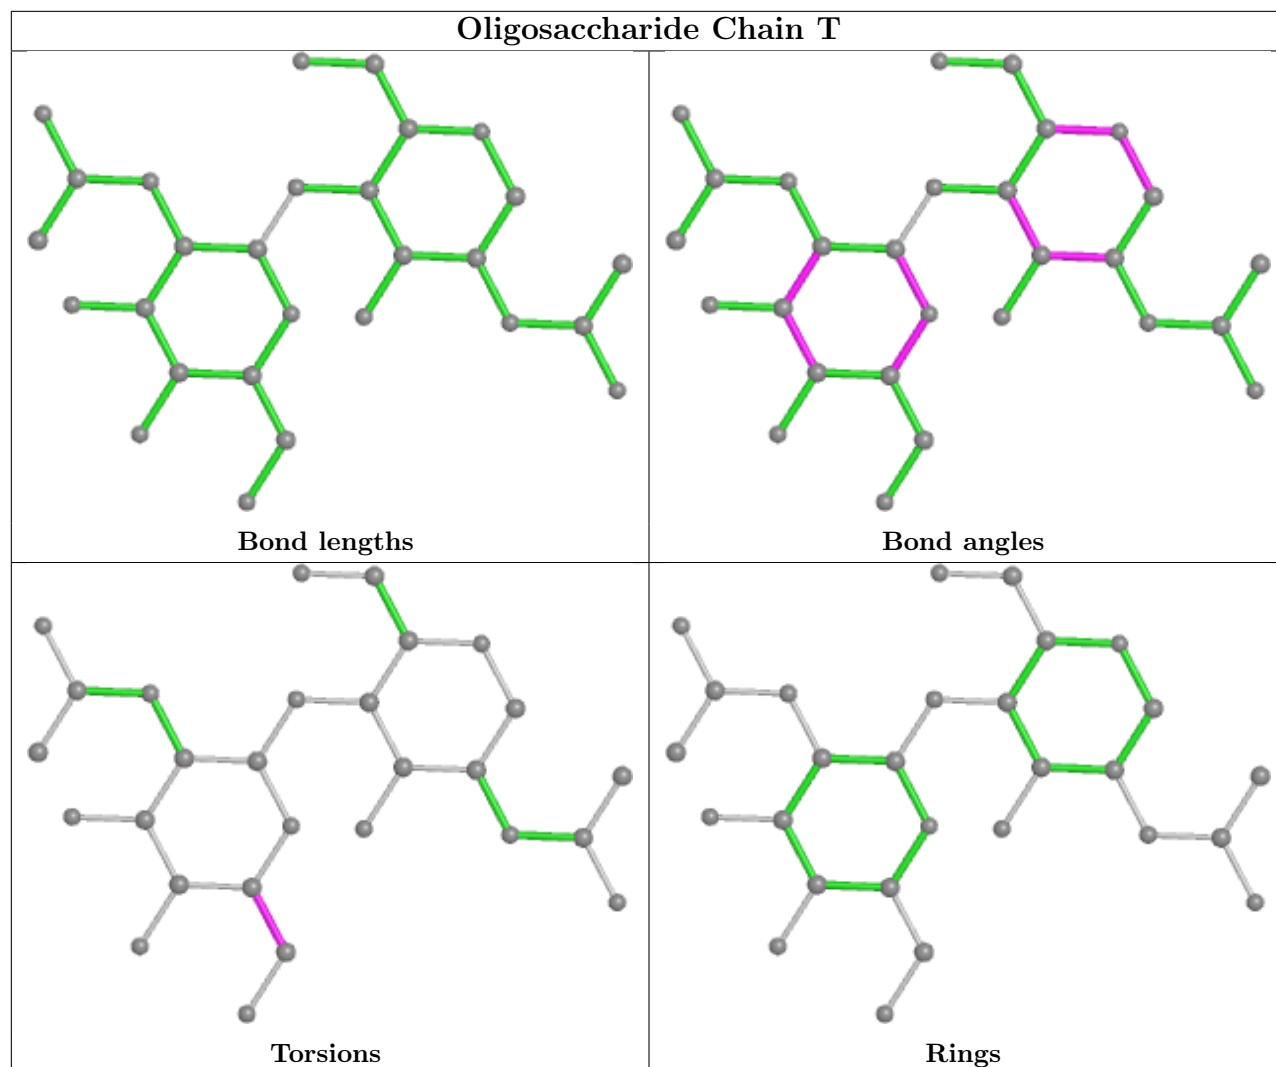 Oligosaccharide Chain T
Bond lengths
Bond angles
Torsions
Rings